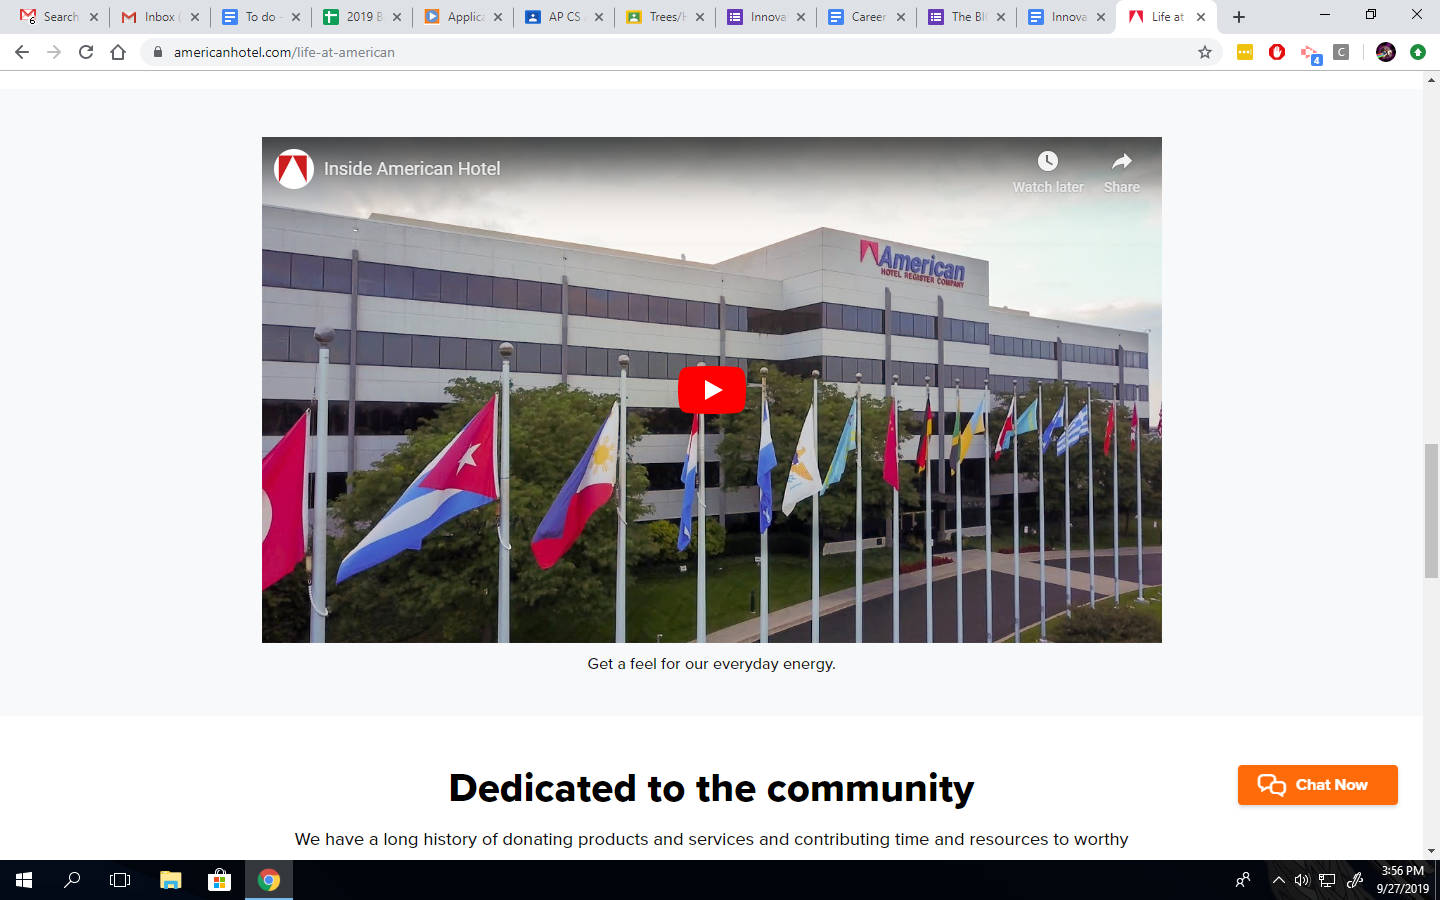 Search
Inbox (
To do -
2019 B
Applica
AP CS
Trees/H
Innova
Career
The BI
Innova
Life at
americanhotel.com/life-at-american
4
C
Inside American Hotel
Watch later
Share
American
HOTEL REGISTER COMPANY
Get a feel for our everyday energy.
Dedicated to the community
Chat Now
We have a long history of donating products and services and contributing time and resources to worthy
3:56 PM
9/27/2019